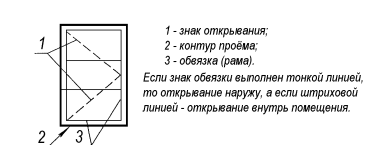 1 - знак открывания;
1
2 - контур проёма;
3 - обвязка (рама).
Если знак обвязки выполнен тонкой линией,
то открывание наружу, а если штриховой
линией - открывание внутрь помещения.
2
3